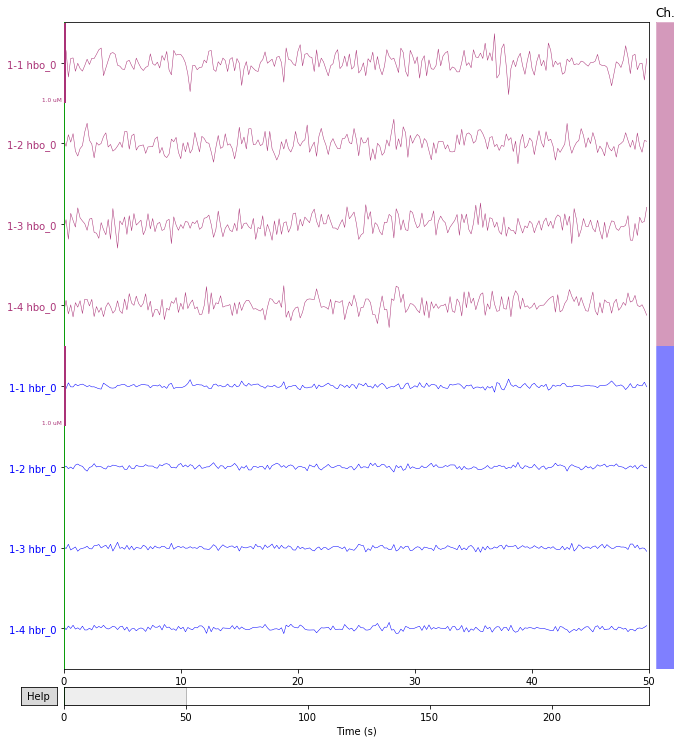 Ch.
1-1 hbo_0
1.0 uM
1-2 hbo_0
1-3 hbo_0
1-4 hbo_0
1-1 hbr_0
1.0 uM
1-2 hbr_0
1-3 hbr_0
1-4 hbr_0
0 10 20 30 40 50
Help
0 50 100 150 200
Time (s)